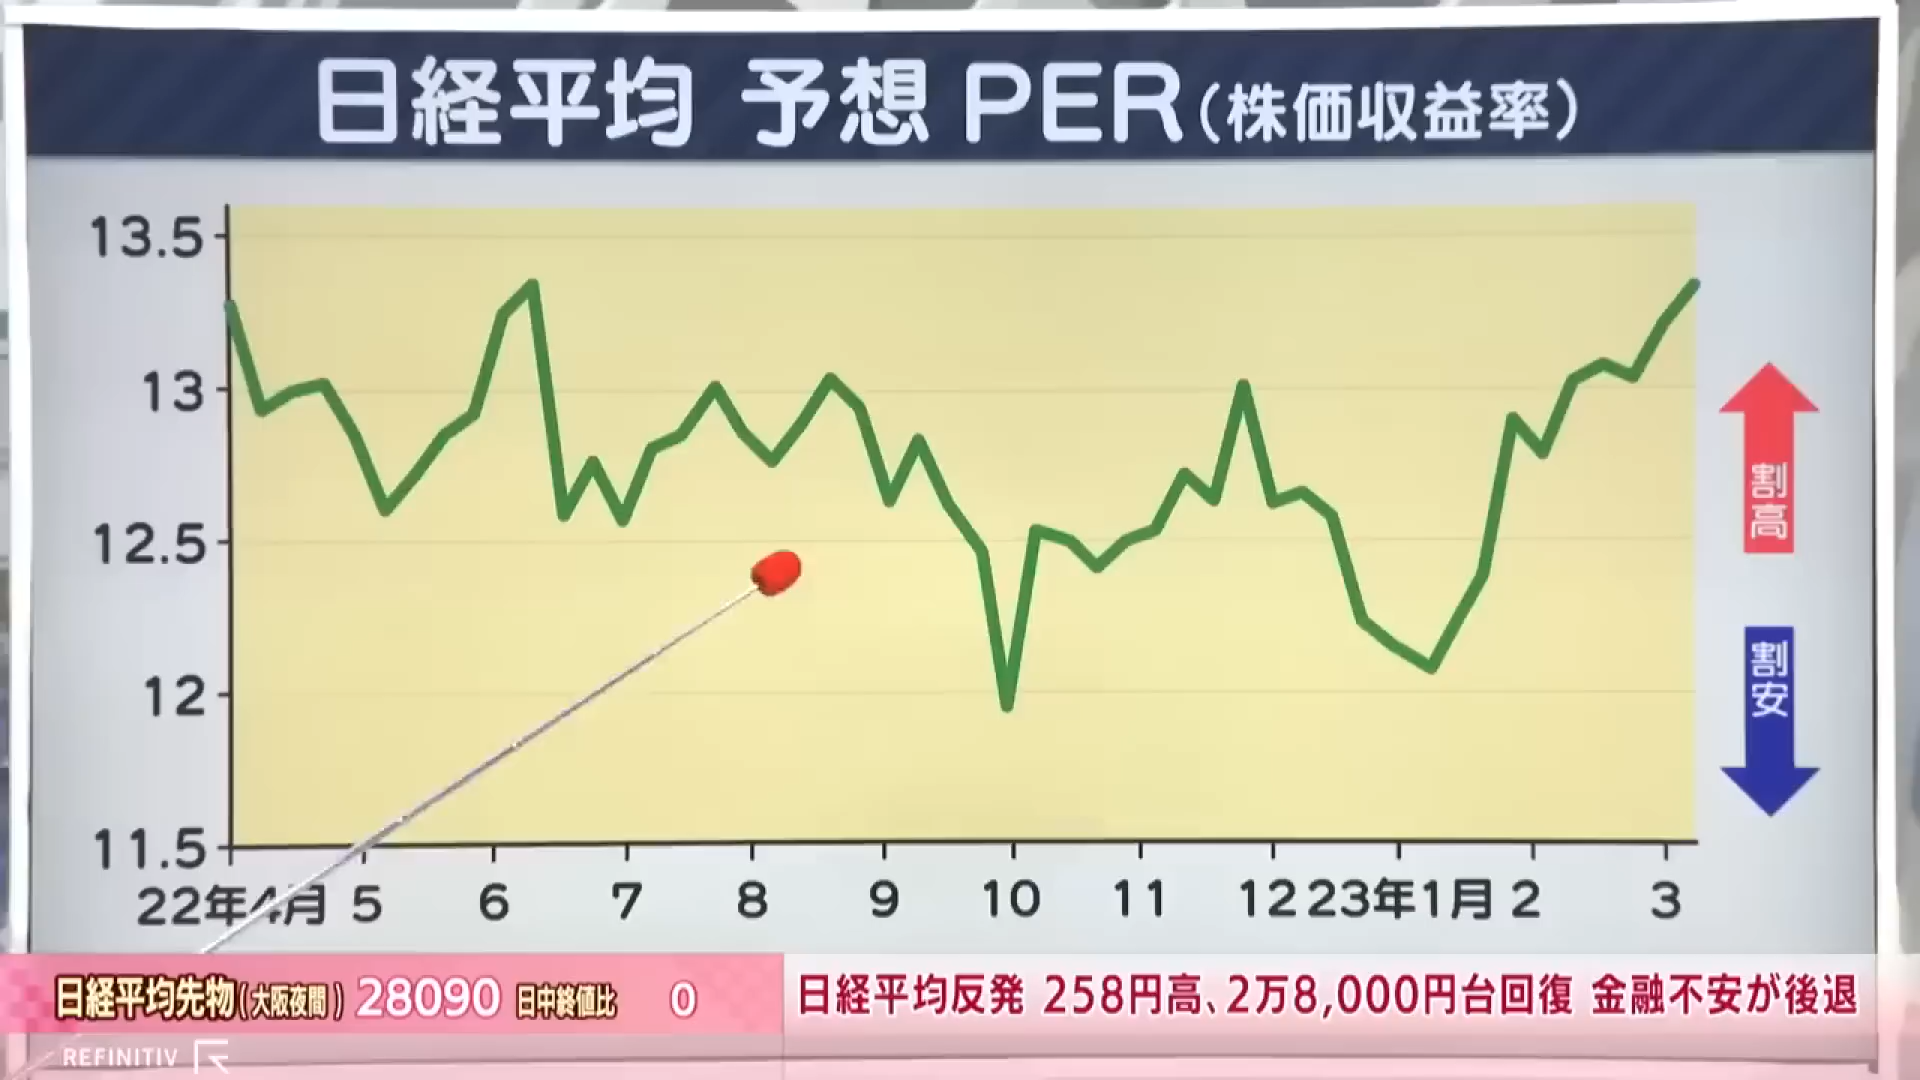 日経平均 予想 PER(株価収益率)
13.5
13
12.5
12
11.5
22年4月 5 6 7 8 9 10 11 12 23年1月 2 3
割高
割安
日経平均先物(大阪夜間) 28090 日中終値比 0
日経平均反発 258円高、2万8,000円台回復 金融不安が後退
REFINITIV